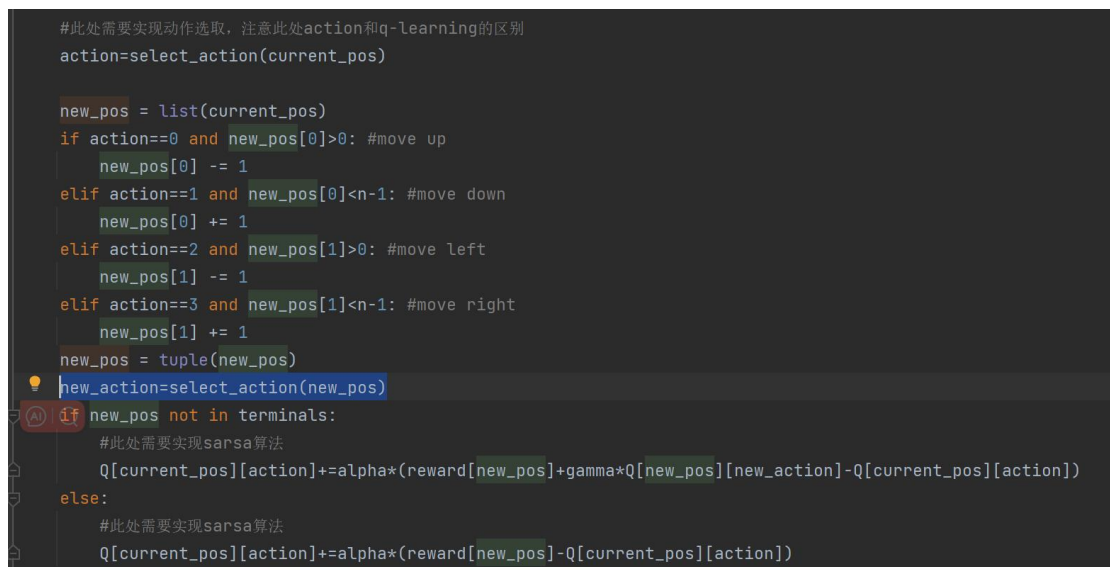 #此处需要实现动作选取，注意此处action和q-learning的区别
action=select_action(current_pos)
new_pos = list(current_pos)
if action==0 and new_pos[0]>0: #move up
new_pos[0] -= 1
elif action==1 and new_pos[0]<n-1: #move down
new_pos[0] += 1
elif action==2 and new_pos[1]>0: #move left
new_pos[1] -= 1
elif action==3 and new_pos[1]<n-1: #move right
new_pos[1] += 1
new_pos = tuple(new_pos)
new_action=select_action(new_pos)
AI if new_pos not in terminals:
#此处需要实现sarsa算法
Q[current_pos][action]+=alpha*(reward[new_pos]+gamma*Q[new_pos][new_action]-Q[current_pos][action])
else:
#此处需要实现sarsa算法
Q[current_pos][action]+=alpha*(reward[new_pos]-Q[current_pos][action])